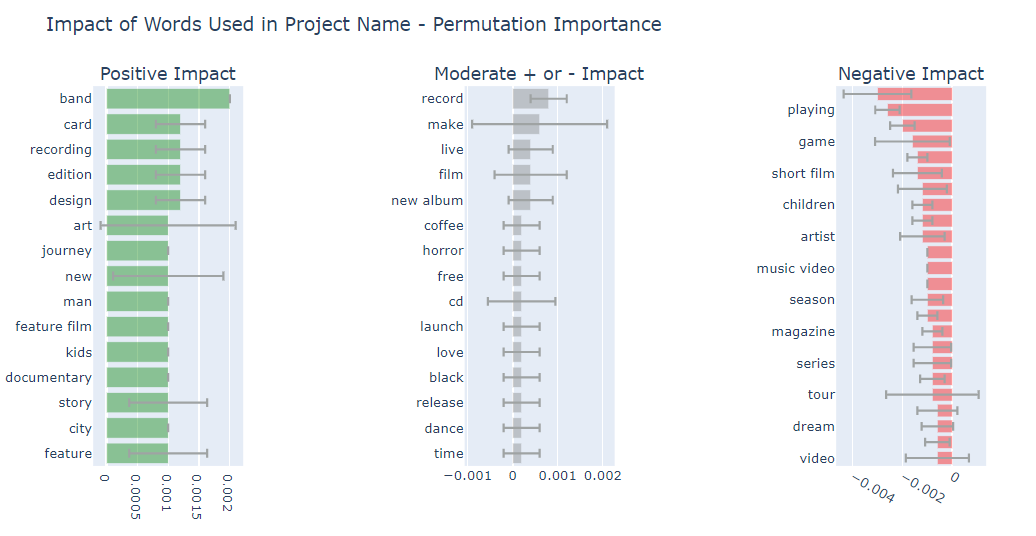 Impact of Words Used in Project Name - Permutation Importance
Positive Impact
band
card
recording
edition
design
art
journey
new
man
feature film
kids
documentary
story
city
feature
0
0.0005
0.001
0.0015
0.002
Moderate + or - Impact
record
make
live
film
new album
coffee
horror
free
cd
launch
love
black
release
dance
time
−0.001
0
0.001
0.002
Negative Impact
playing
game
short film
children
artist
music video
season
magazine
series
tour
dream
video
−0.004
−0.002
0